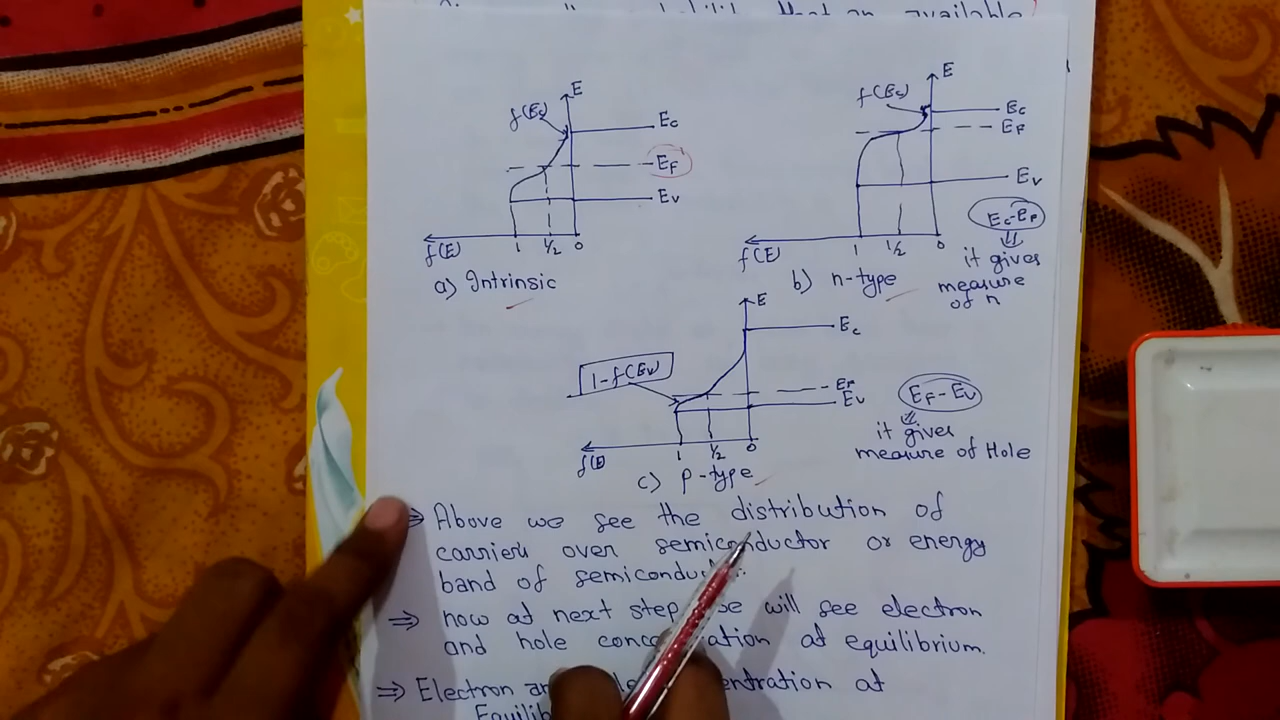 that an available
E
f(Ec)
Ec
EF
Ev
f(E)
1
1/2
0
a) Intrinsic
E
f(Ec)
Ec
EF
Ev
f(E)
1
1/2
0
b) n-type
Ec-EF
⇓
it gives
measure
of n
E
Ec
1-f(Ev)
EF
Ev
f(E)
1
1/2
0
c) p-type
EF-Ev
⇓
it gives
measure of Hole
⇒ Above we see the distribution of
carriers over semiconductor or energy
band of
⇒ now at next step we will see electron
and hole at equilibrium.
⇒ Electron at